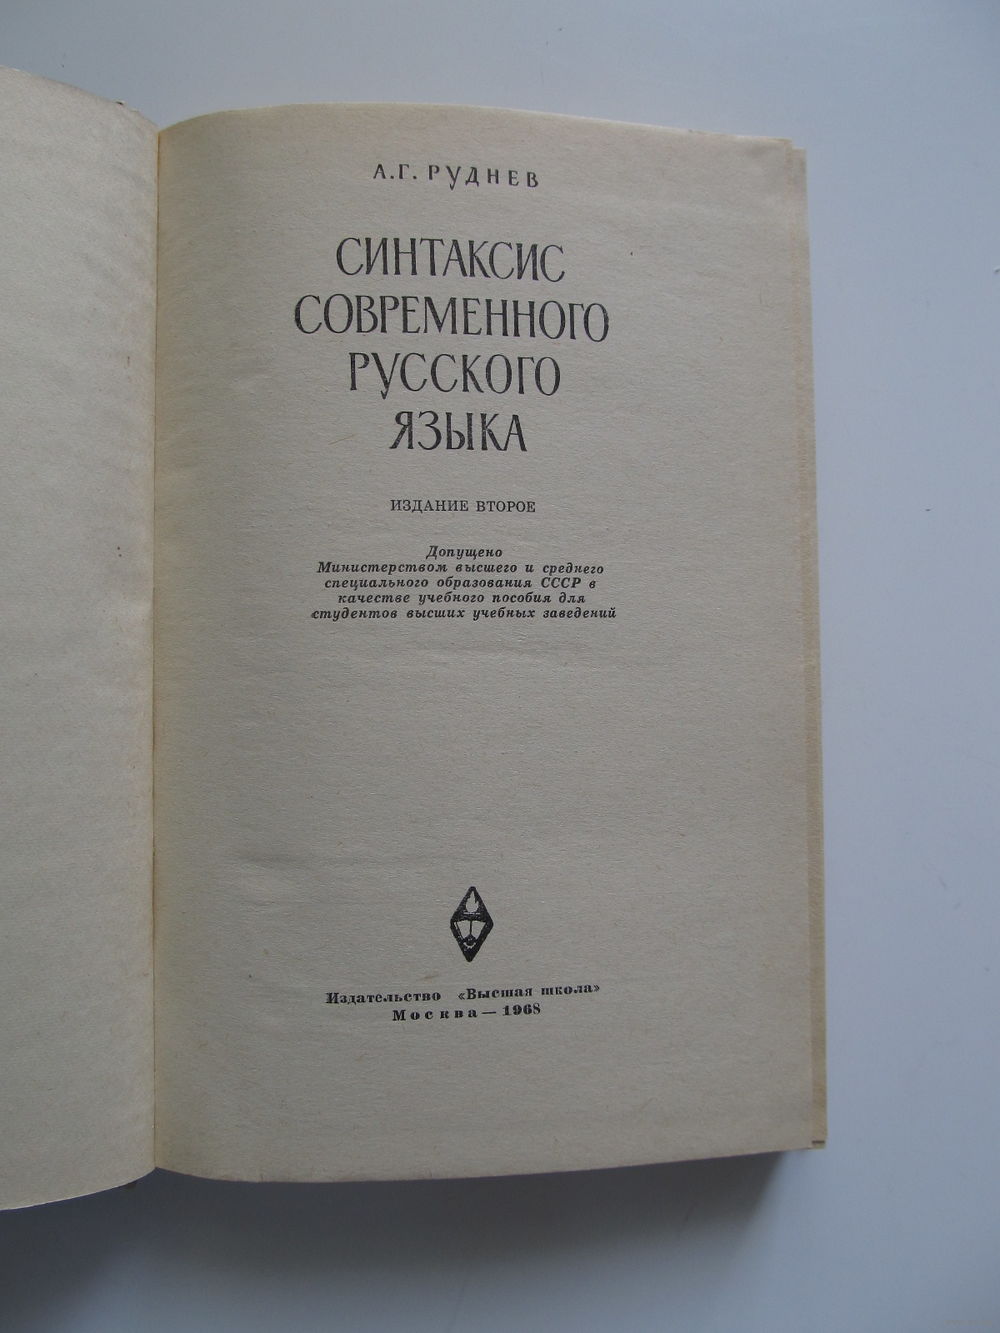 А.Г. РУДНЕВ
СИНТАКСИС
СОВРЕМЕННОГО
РУССКОГО
ЯЗЫКА
ИЗДАНИЕ ВТОРОЕ
Допущено
Министерством высшего и среднего
специального образования СССР в
качестве учебного пособия для
студентов высших учебных заведений
Издательство «Высшая школа»
Москва — 1968